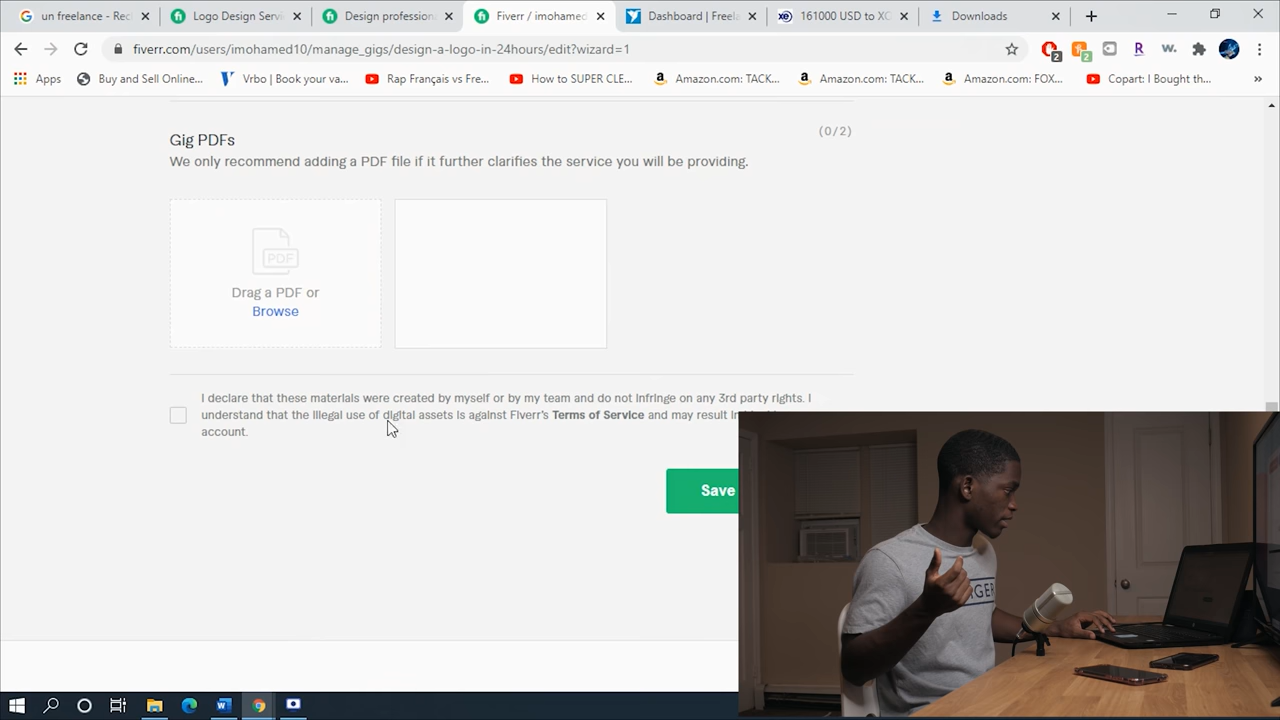 un freelance - Rec
Logo Design Servi
Design professiona
Fiverr / imohamed
Dashboard | Freela
161000 USD to XO
Downloads
fiverr.com/users/imohamed10/manage_gigs/design-a-logo-in-24hours/edit?wizard=1
Apps
Buy and Sell Online...
Vrbo | Book your va...
Rap Français vs Fre...
How to SUPER CLE...
Amazon.com: TACK...
Amazon.com: TACK...
Amazon.com: FOX...
Copart: I Bought th...
Gig PDFs
(0/2)
We only recommend adding a PDF file if it further clarifies the service you will be providing.
PDF
Drag a PDF or
Browse
I declare that these materials were created by myself or by my team and do not infringe on any 3rd party rights. I
understand that the illegal use of digital assets is against Fiverr's Terms of Service and may result in
account.
Save